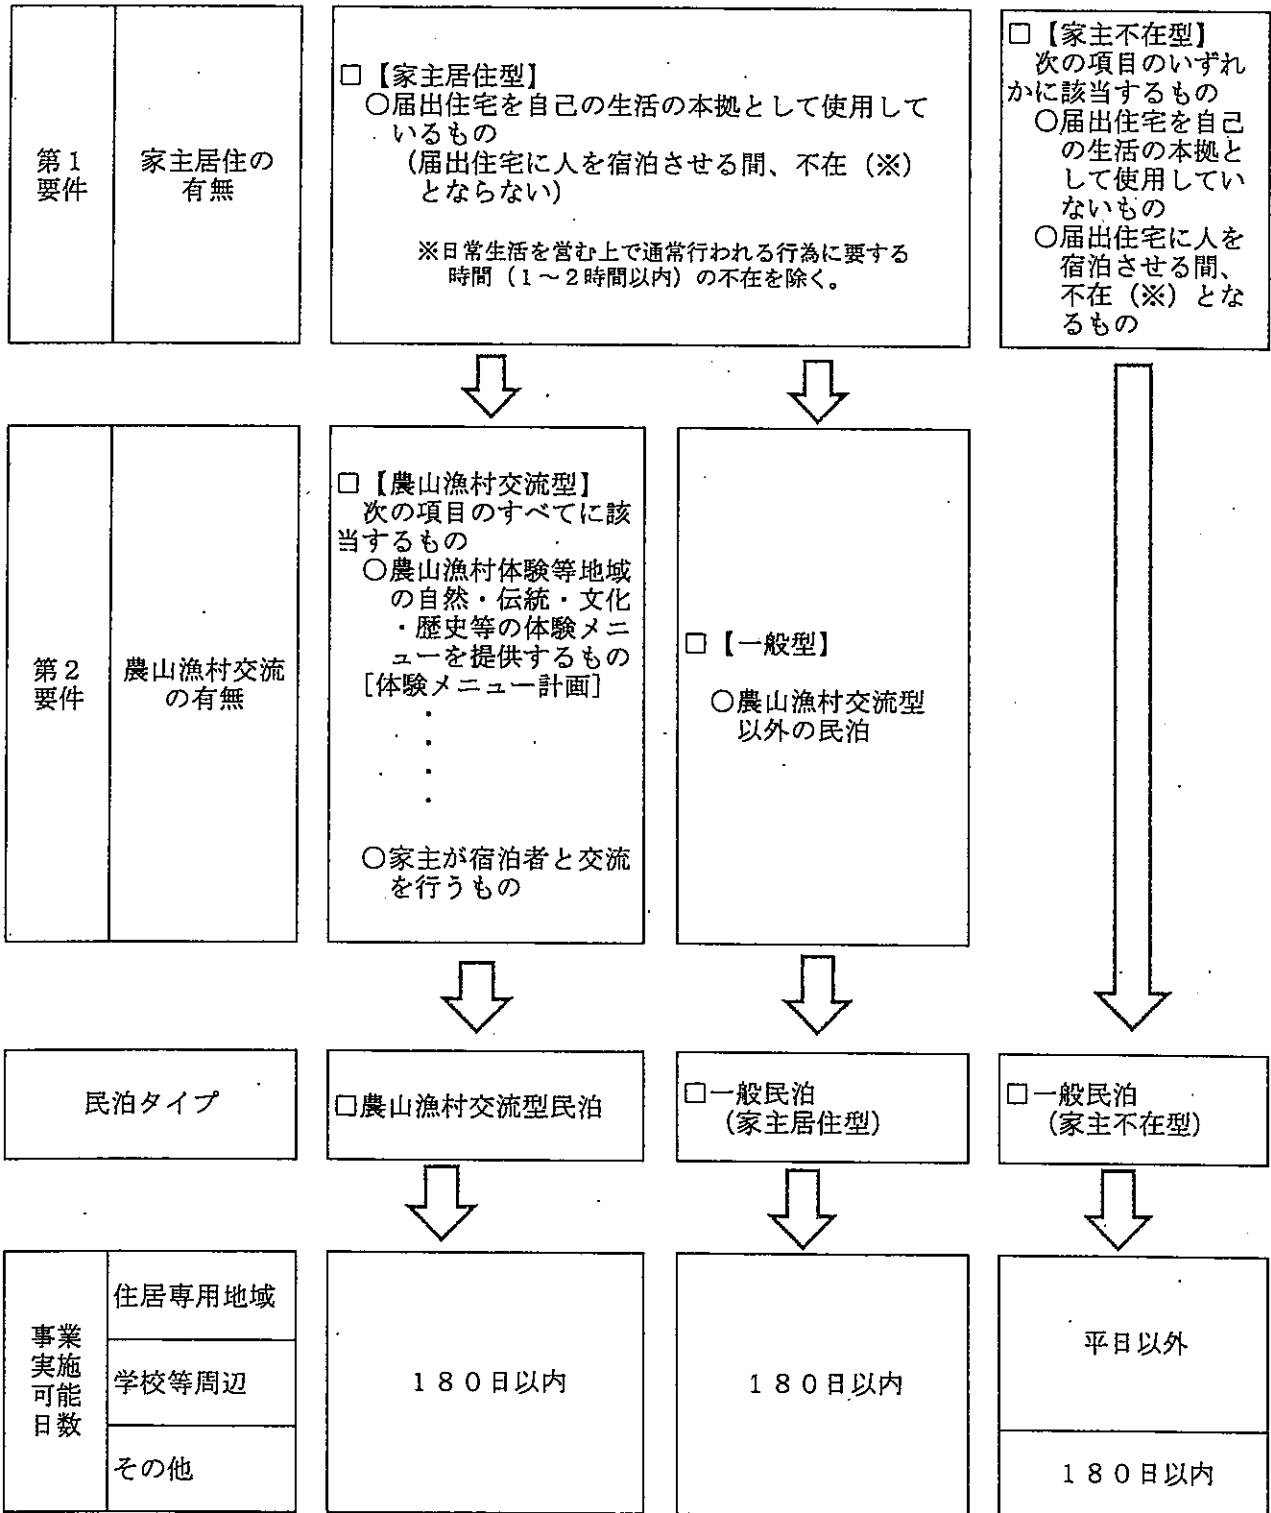 第１
要件
家主居住の
有無
□【家主居住型】
○届出住宅を自己の生活の本拠として使用して
いるもの
（届出住宅に人を宿泊させる間、不在（※）
とならない）
※日常生活を営む上で通常行われる行為に要する
時間（１～２時間以内）の不在を除く。
□【家主不在型】
次の項目のいずれ
かに該当するもの
○届出住宅を自己
の生活の本拠と
して使用してい
ないもの
○届出住宅に人を
宿泊させる間、
不在（※）とな
るもの
第２
要件
農山漁村交流
の有無
□【農山漁村交流型】
次の項目のすべてに該
当するもの
○農山漁村体験等地域
の自然・伝統・文化
・歴史等の体験メニ
ューを提供するもの
［体験メニュー計画］
・
・
・
・
○家主が宿泊者と交流
を行うもの
□【一般型】
○農山漁村交流型
以外の民泊
民泊タイプ
□農山漁村交流型民泊
□一般民泊
（家主居住型）
□一般民泊
（家主不在型）
事業
実施
可能
日数
住居専用地域
学校等周辺
その他
１８０日以内
１８０日以内
平日以外
１８０日以内